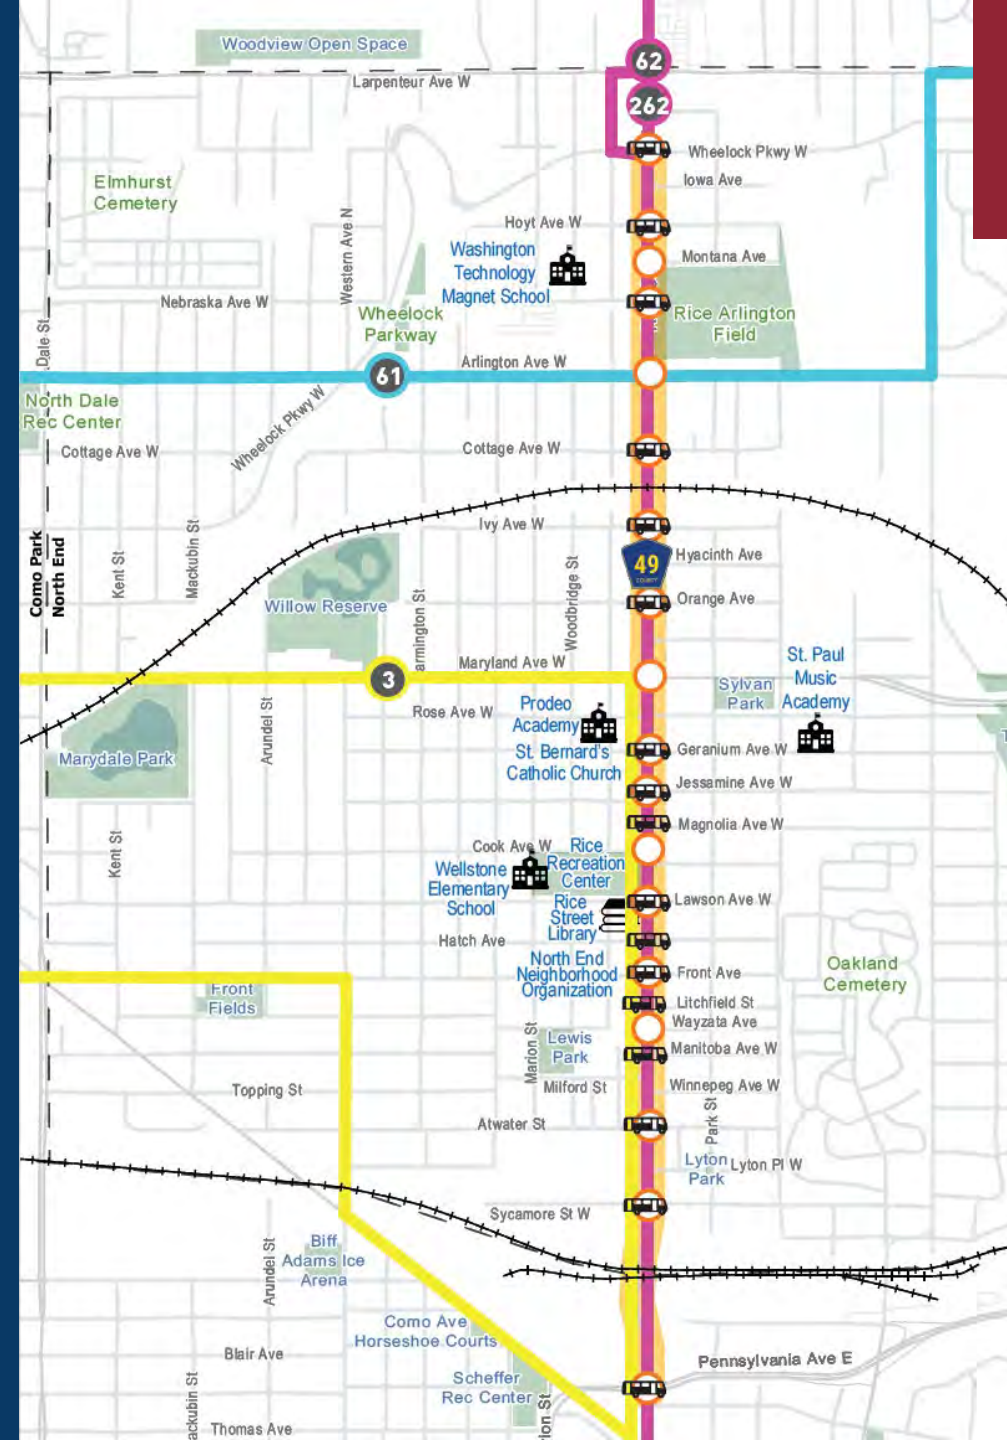 Woodview Open Space
62
Larpenteur Ave W
262
Wheelock Pkwy W
Iowa Ave
Elmhurst
Cemetery
Western Ave N
Hoyt Ave W
Washington
Technology
Magnet School
Montana Ave
Nebraska Ave W
Wheelock
Parkway
Rice Arlington
Field
Dale St
Arlington Ave W
61
North Dale
Rec Center
Wheelock Pkwy W
Cottage Ave W
Cottage Ave W
Ivy Ave W
Como Park
North End
Kent St
Mackubin St
Hyacinth Ave
49
COUNTY
Woodbridge St
Orange Ave
Willow Reserve
armington St
Maryland Ave W
3
St. Paul
Music
Academy
Sylvan
Park
Prodeo
Academy
Rose Ave W
Arundel St
Marydale Park
St. Bernard's
Catholic Church
Geranium Ave W
Jessamine Ave W
Magnolia Ave W
Kent St
Cook Ave W
Rice
Recreation
Center
Wellstone
Elementary
School
Lawson Ave W
Rice
Street
Library
Hatch Ave
North End
Neighborhood
Organization
Front Ave
Oakland
Cemetery
Front
Fields
Litchfield St
Wayzata Ave
Marion St
Lewis
Park
Manitoba Ave W
Topping St
Milford St
Winnepeg Ave W
Atwater St
Park St
Lyton
Park
Lyton Pl W
Sycamore St W
Arundel St
Biff
Adams Ice
Arena
Como Ave
Horseshoe Courts
Blair Ave
Pennsylvania Ave E
Scheffer
Rec Center
ackubin St
rion St
Thomas Ave